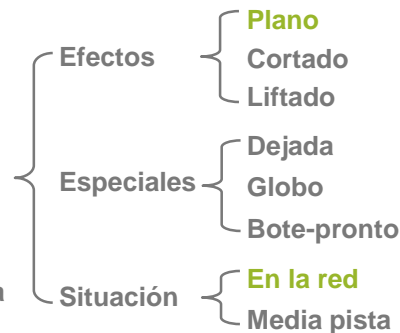 Plano
Efectos
Cortado
Liftado
Dejada
Especiales
Globo
Bote-pronto
En la red
a
Situación
Media pista